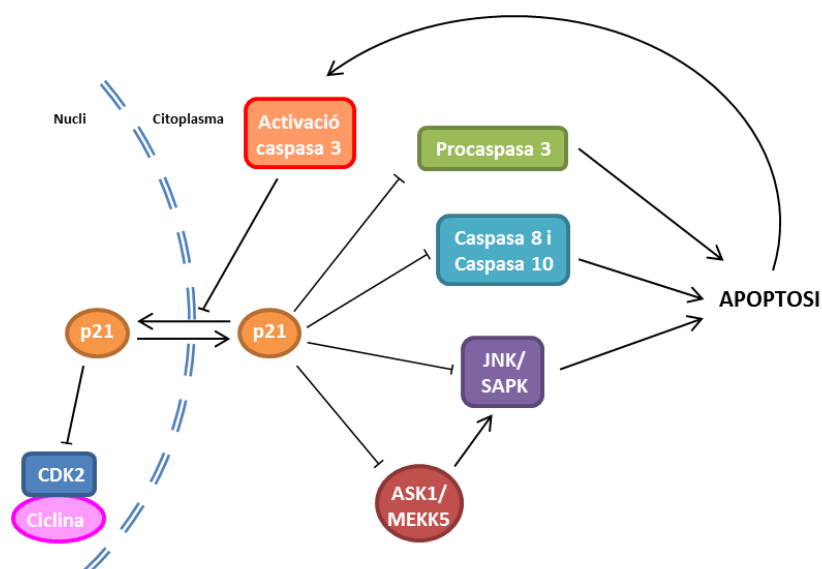 Nucli
Citoplasma
Activació
caspasa 3
Procaspasa 3
Caspasa 8 i
Caspasa 10
APOPTOSI
p21
p21
JNK/
SAPK
CDK2
Ciclina
ASK1/
MEKK5